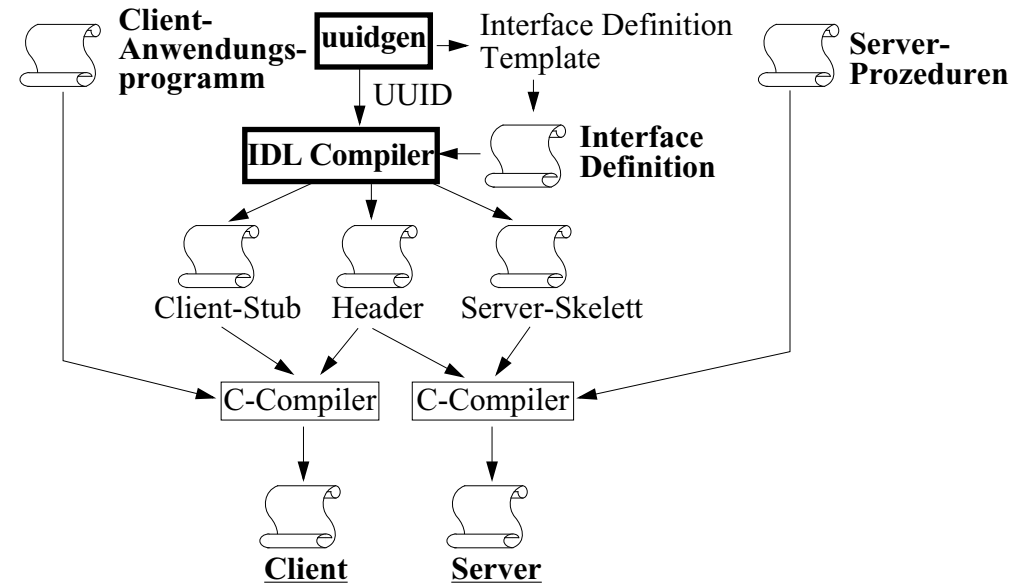 Client-
Anwendungs-
programm
uuidgen
Interface Definition
Template
Server-
Prozeduren
UUID
IDL Compiler
Interface
Definition
Client-Stub
Header
Server-Skelett
C-Compiler
C-Compiler
Client
Server